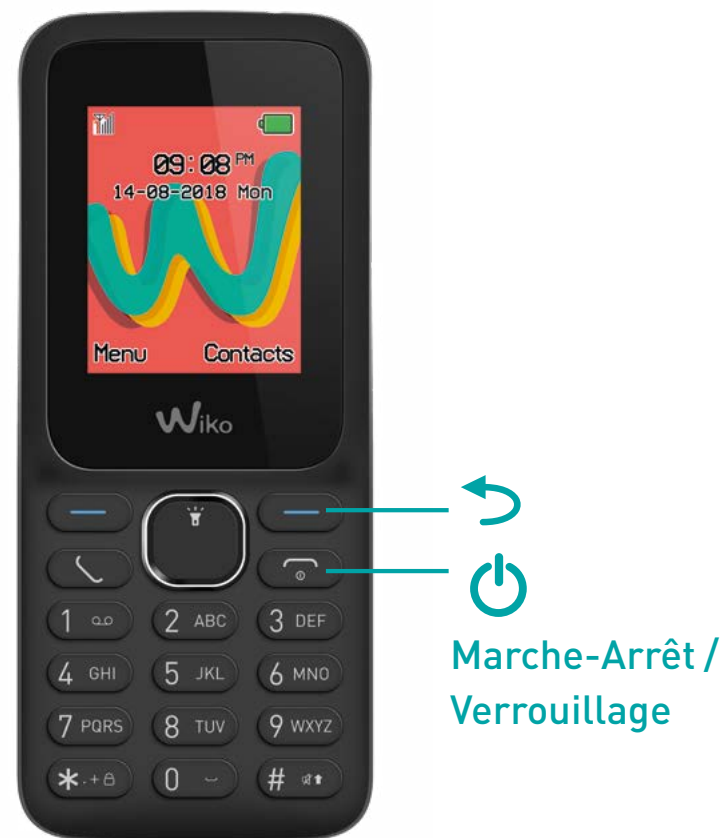 09:08 PM
14-08-2018 Mon
Menu Contacts
Wiko
1 2 ABC 3 DEF
4 GHI 5 JKL 6 MNO
7 PQRS 8 TUV 9 WXYZ
* . + 0 #
Marche-Arrêt /
Verrouillage